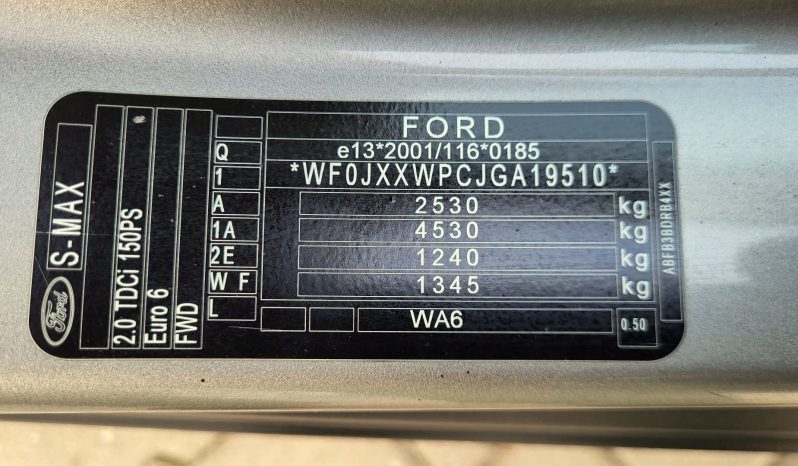 FORD
e13*2001/116*0185
*WF0JXXWPCJGA19510*
2530 kg
4530 kg
1240 kg
1345 kg
WA6
0.50
Q
1
A
1A
2E
W F
L
S-MAX
Ford
2.0 TDCi 150PS
Euro 6
FWD
ABFB3BDRB4XX